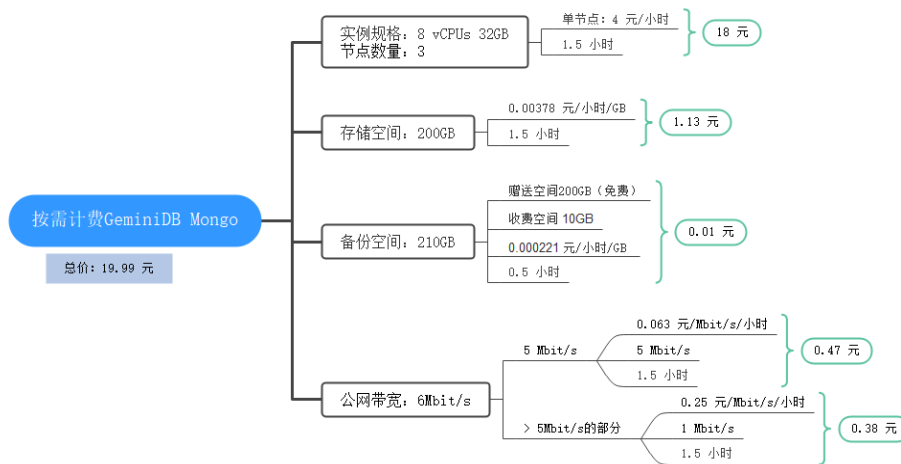 按需计费GeminiDB Mongo
总价：19.99 元
实例规格：8 vCPUs 32GB
节点数量：3
单节点：4 元/小时
1.5 小时
18 元
存储空间：200GB
0.00378 元/小时/GB
1.5 小时
1.13 元
备份空间：210GB
赠送空间200GB（免费）
收费空间 10GB
0.000221 元/小时/GB
0.5 小时
0.01 元
公网带宽：6Mbit/s
5 Mbit/s
0.063 元/Mbit/s/小时
5 Mbit/s
1.5 小时
0.47 元
> 5Mbit/s的部分
0.25 元/Mbit/s/小时
1 Mbit/s
1.5 小时
0.38 元